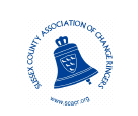 SUSSEX COUNTY ASSOCIATION OF CHANGE RINGERS
www.scacr.org